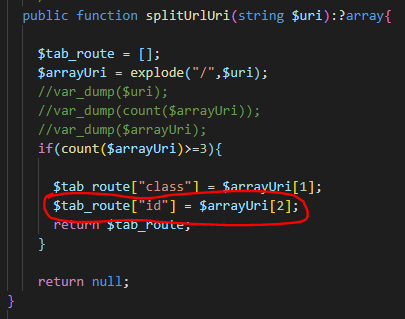 public function splitUrlUri(string $uri):?array{
$tab_route = [];
$arrayUri = explode("/",$uri);
//var_dump($uri);
//var_dump(count($arrayUri));
//var_dump($arrayUri);
if(count($arrayUri)>=3){
$tab_route["class"] = $arrayUri[1];
$tab_route["id"] = $arrayUri[2];
return $tab_route;
}
return null;
}